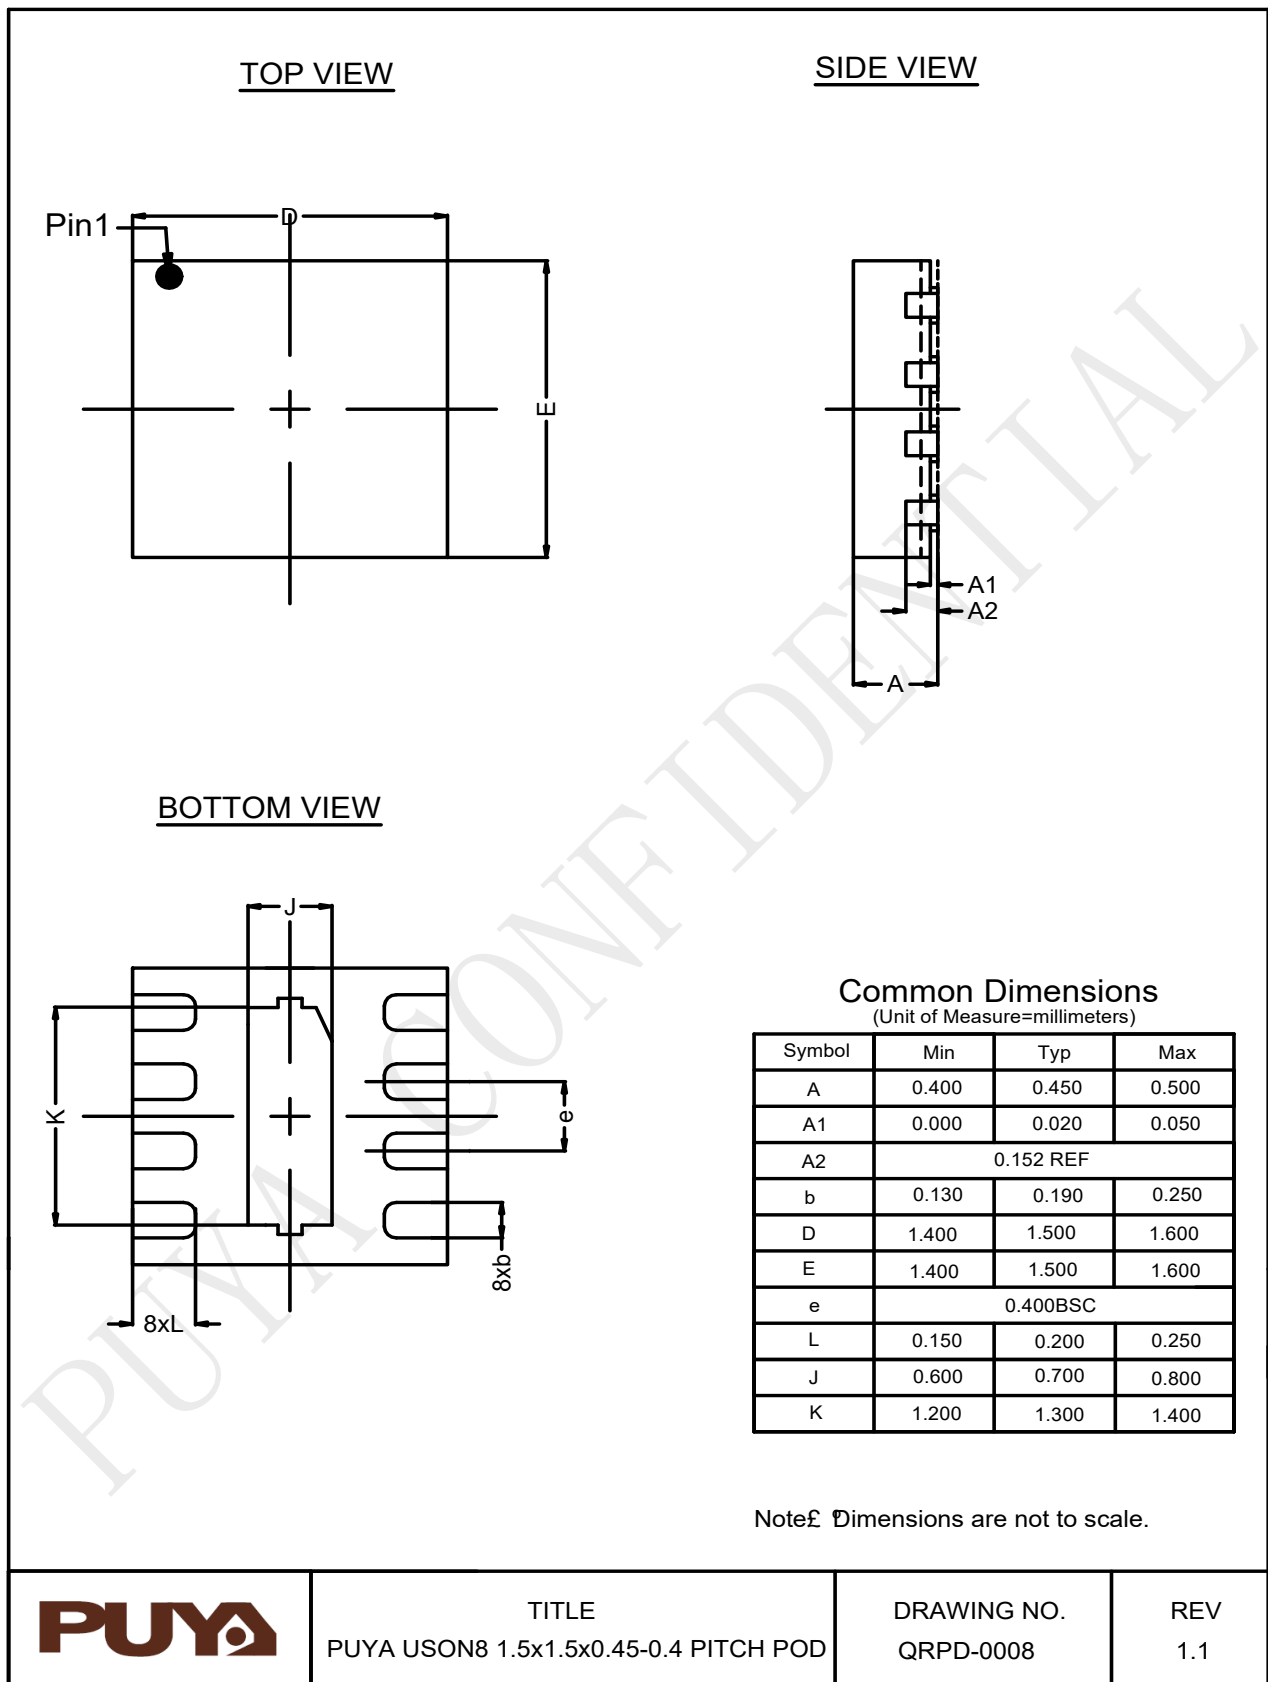 TOP VIEW
SIDE VIEW
Pin1
D
E
A1
A2
A
BOTTOM VIEW
J
K
e
8xb
8xL
Common Dimensions
(Unit of Measure=millimeters)
Symbol Min Typ Max
A 0.400 0.450 0.500
A1 0.000 0.020 0.050
A2 0.152 REF
b 0.130 0.190 0.250
D 1.400 1.500 1.600
E 1.400 1.500 1.600
e 0.400BSC
L 0.150 0.200 0.250
J 0.600 0.700 0.800
K 1.200 1.300 1.400
Note£ºDimensions are not to scale.
PUYA CONFIDENTIAL
PUYA
TITLE
PUYA USON8 1.5x1.5x0.45-0.4 PITCH POD
DRAWING NO.
QRPD-0008
REV
1.1